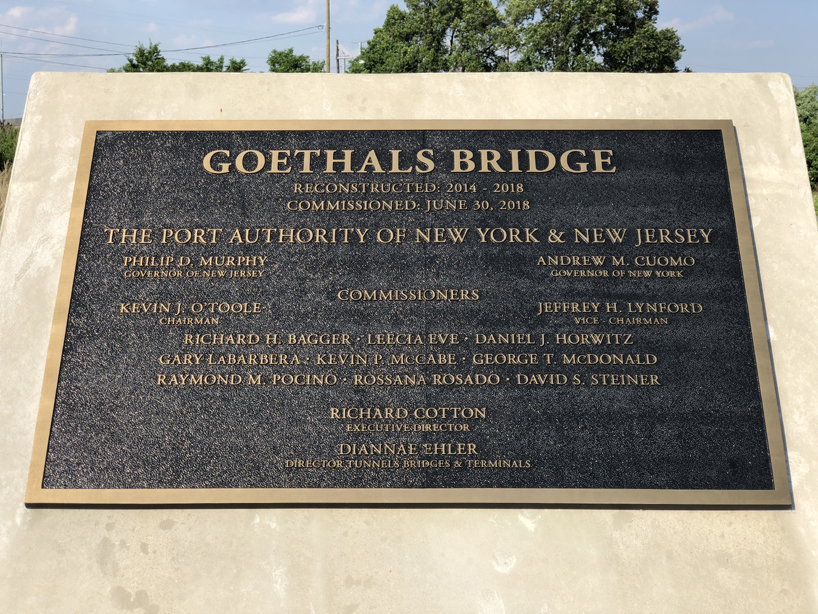 GOETHALS BRIDGE
RECONSTRUCTED: 2014 - 2018
COMMISSIONED: JUNE 30, 2018
THE PORT AUTHORITY OF NEW YORK & NEW JERSEY
PHILIP D. MURPHY ANDREW M. CUOMO
GOVERNOR OF NEW JERSEY GOVERNOR OF NEW YORK
COMMISSIONERS
KEVIN J. O'TOOLE JEFFREY H. LYNFORD
CHAIRMAN VICE - CHAIRMAN
RICHARD H. BAGGER · LEECIA EVE · DANIEL J. HORWITZ
GARY LABARBERA · KEVIN P. MCCABE · GEORGE T. MCDONALD
RAYMOND M. POCINO · ROSSANA ROSADO · DAVID S. STEINER
RICHARD COTTON
EXECUTIVE DIRECTOR
DIANNAE EHLER
DIRECTOR TUNNELS BRIDGES & TERMINALS